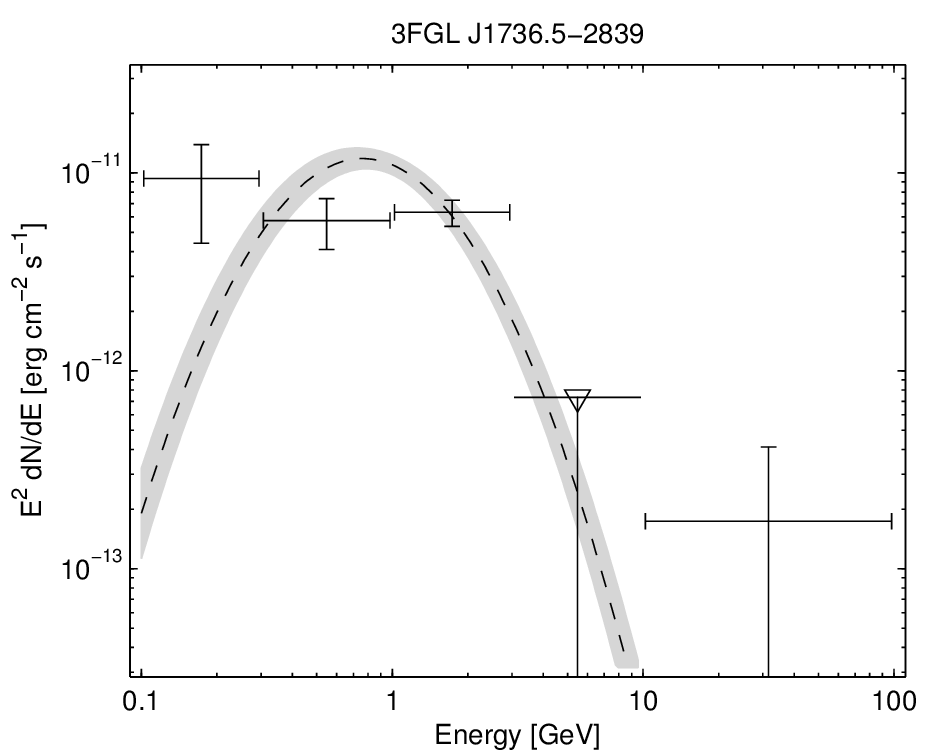 3FGL J1736.5−2839
E² dN/dE [erg cm⁻² s⁻¹]
10⁻¹¹
10⁻¹²
10⁻¹³
0.1 1 10 100
Energy [GeV]